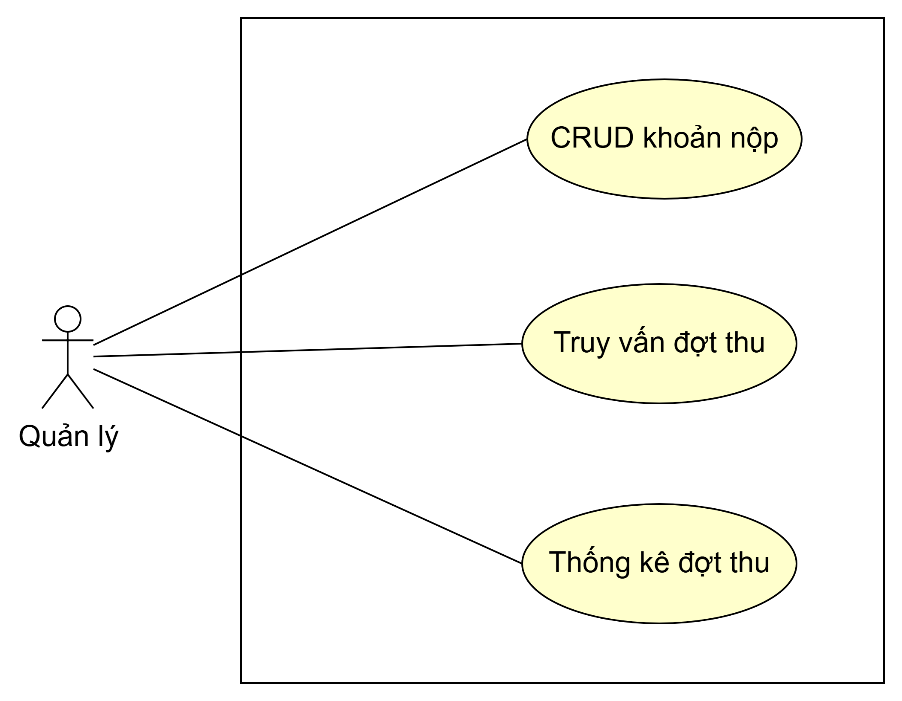 CRUD khoản nộp
Truy vấn đợt thu
Quản lý
Thống kê đợt thu